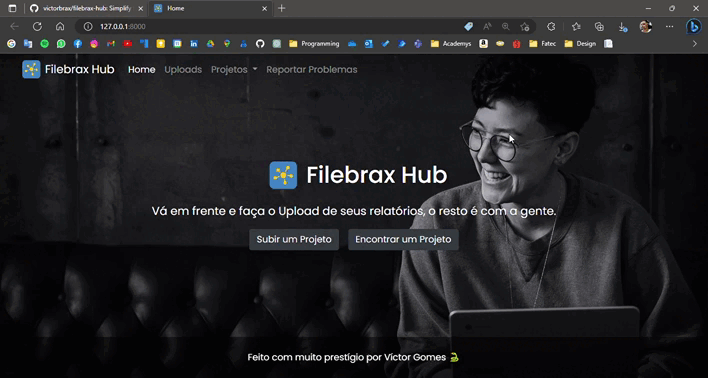 victorbrax/filebrax-hub: Simplify
Home
127.0.0.1:8000
Programming
Academys
Fatec
Design
Filebrax Hub
Home
Uploads
Projetos
Reportar Problemas
Filebrax Hub
Vá em frente e faça o Upload de seus relatórios, o resto é com a gente.
Subir um Projeto
Encontrar um Projeto
Feito com muito prestígio por Víctor Gomes